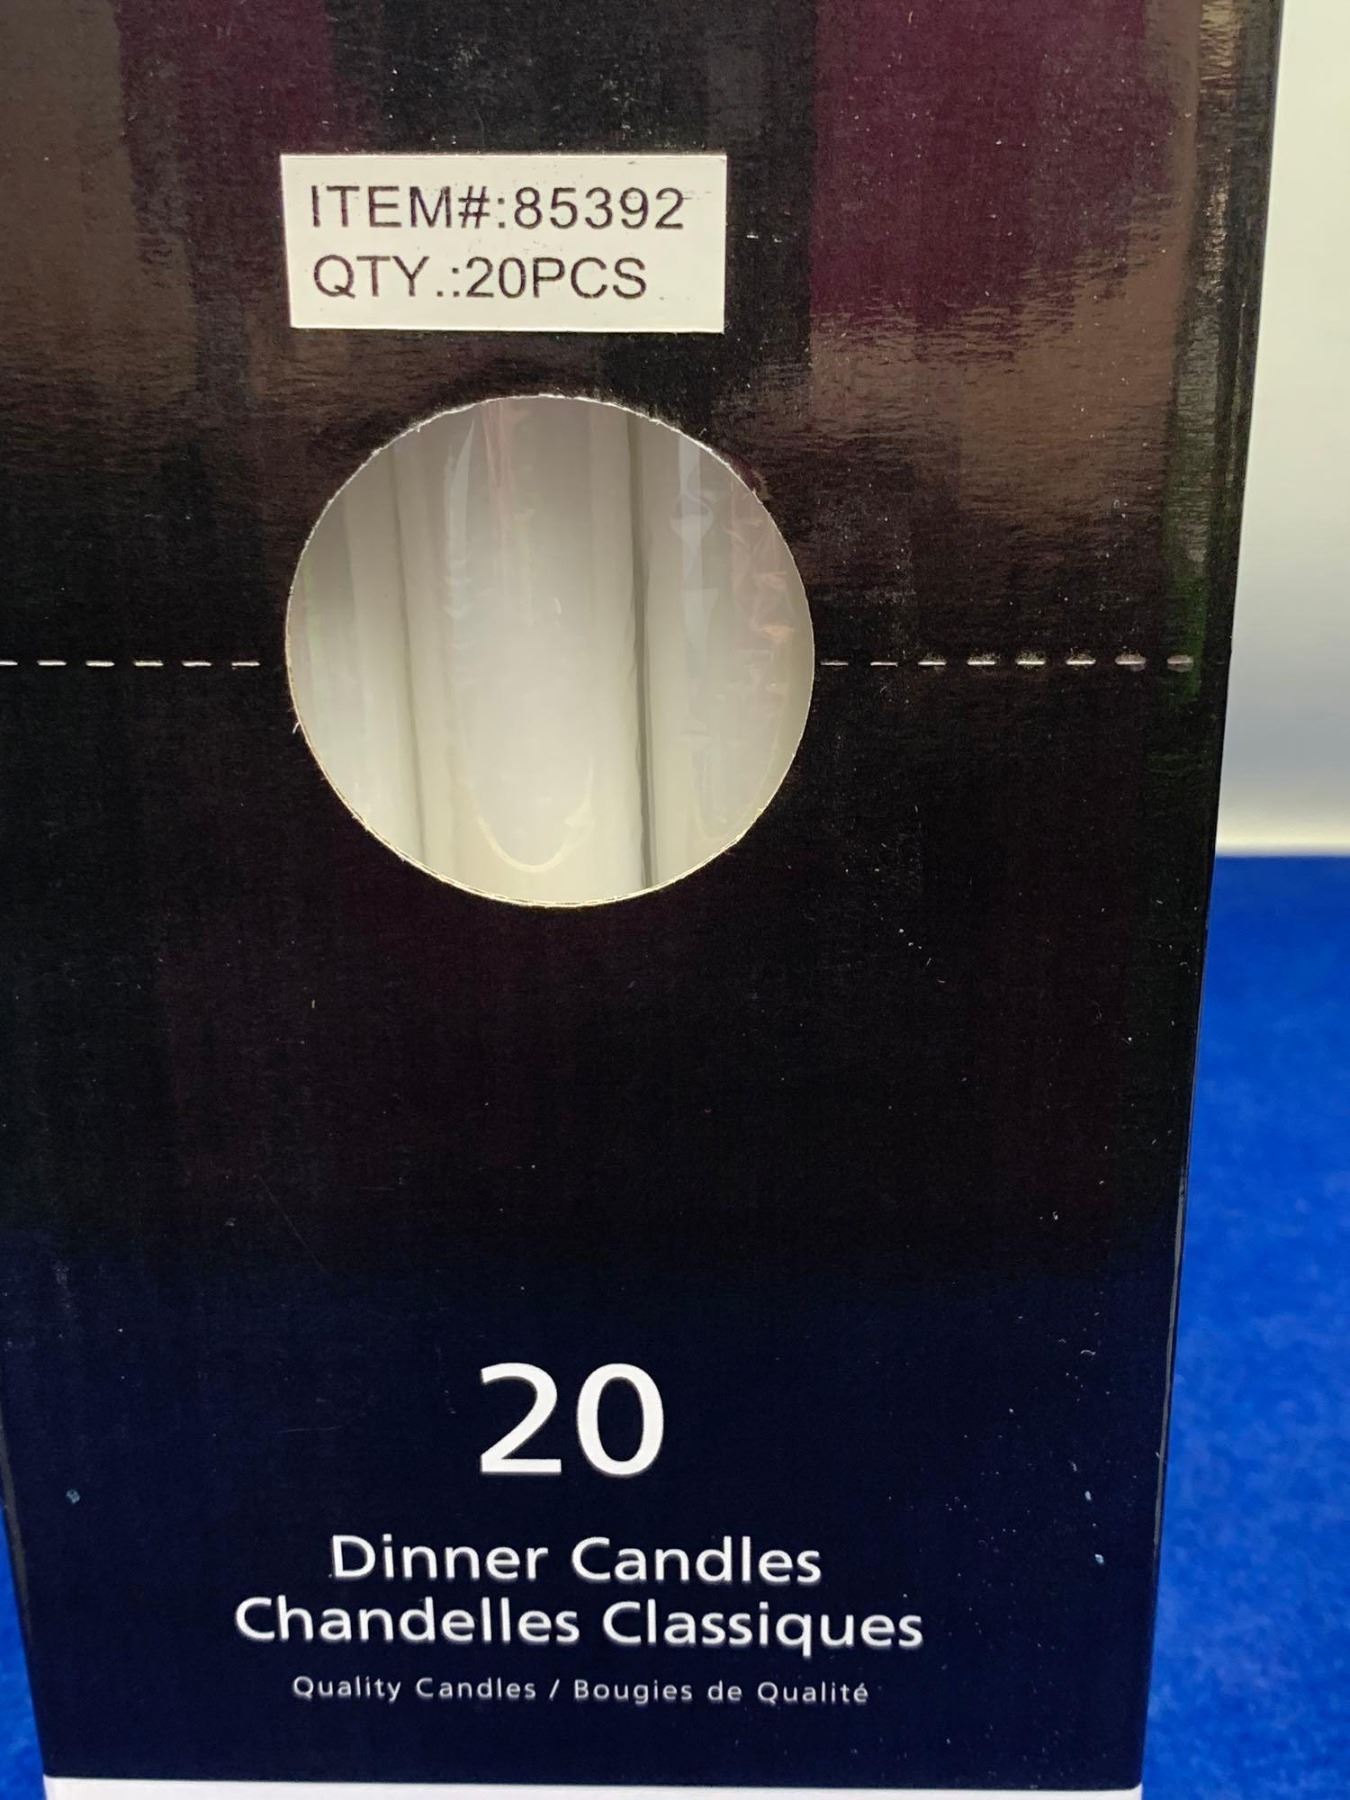 ITEM#:85392
QTY.:20PCS
20
Dinner Candles
Chandelles Classiques
Quality Candles / Bougies de Qualité